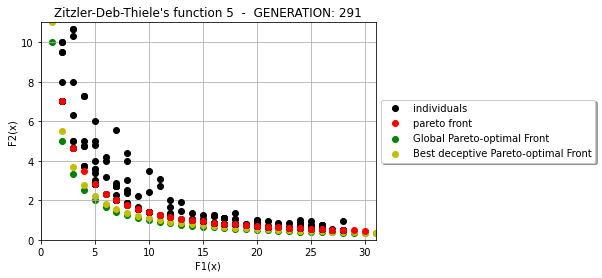 Zitzler-Deb-Thiele's function 5 - GENERATION: 291
10
8
6
4
2
0
F2(x)
0 5 10 15 20 25 30
F1(x)
individuals
pareto front
Global Pareto-optimal Front
Best deceptive Pareto-optimal Front